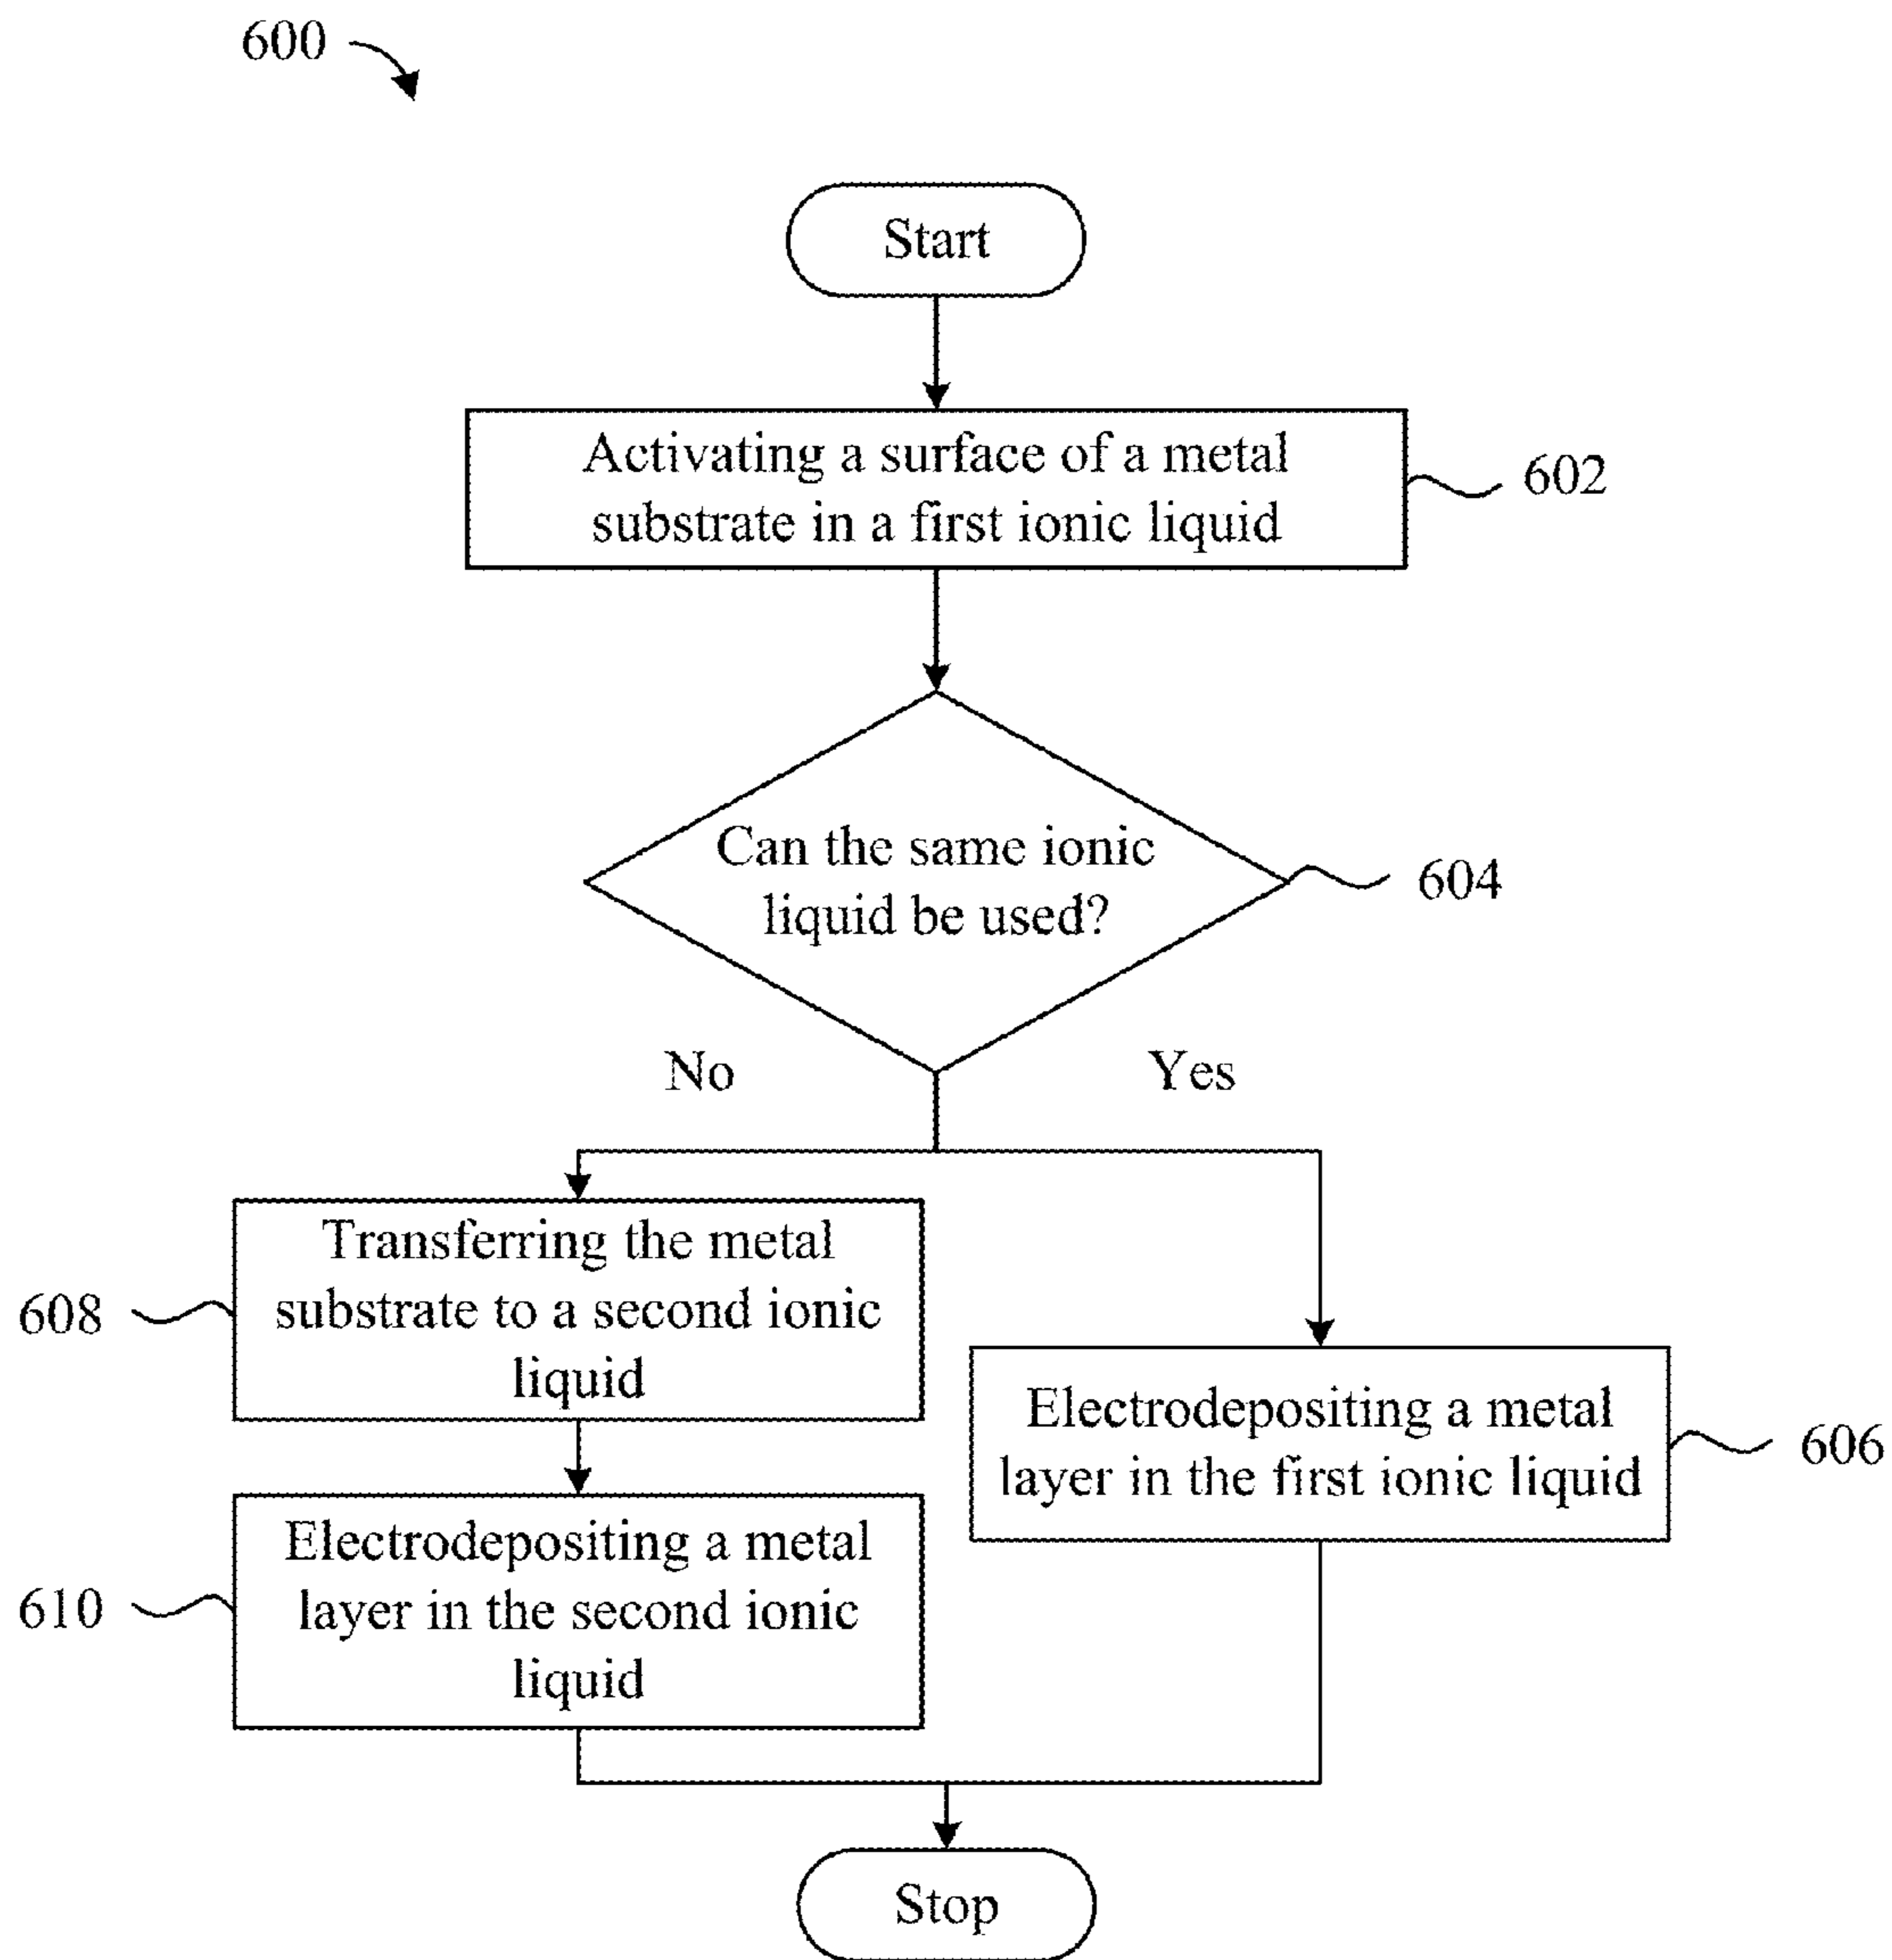 600
Start
Activating a surface of a metal
substrate in a first ionic liquid
602
Can the same ionic
liquid be used?
604
No
Yes
Transferring the metal
substrate to a second ionic
liquid
608
Electrodepositing a metal
layer in the first ionic liquid
606
Electrodepositing a metal
layer in the second ionic
liquid
610
Stop